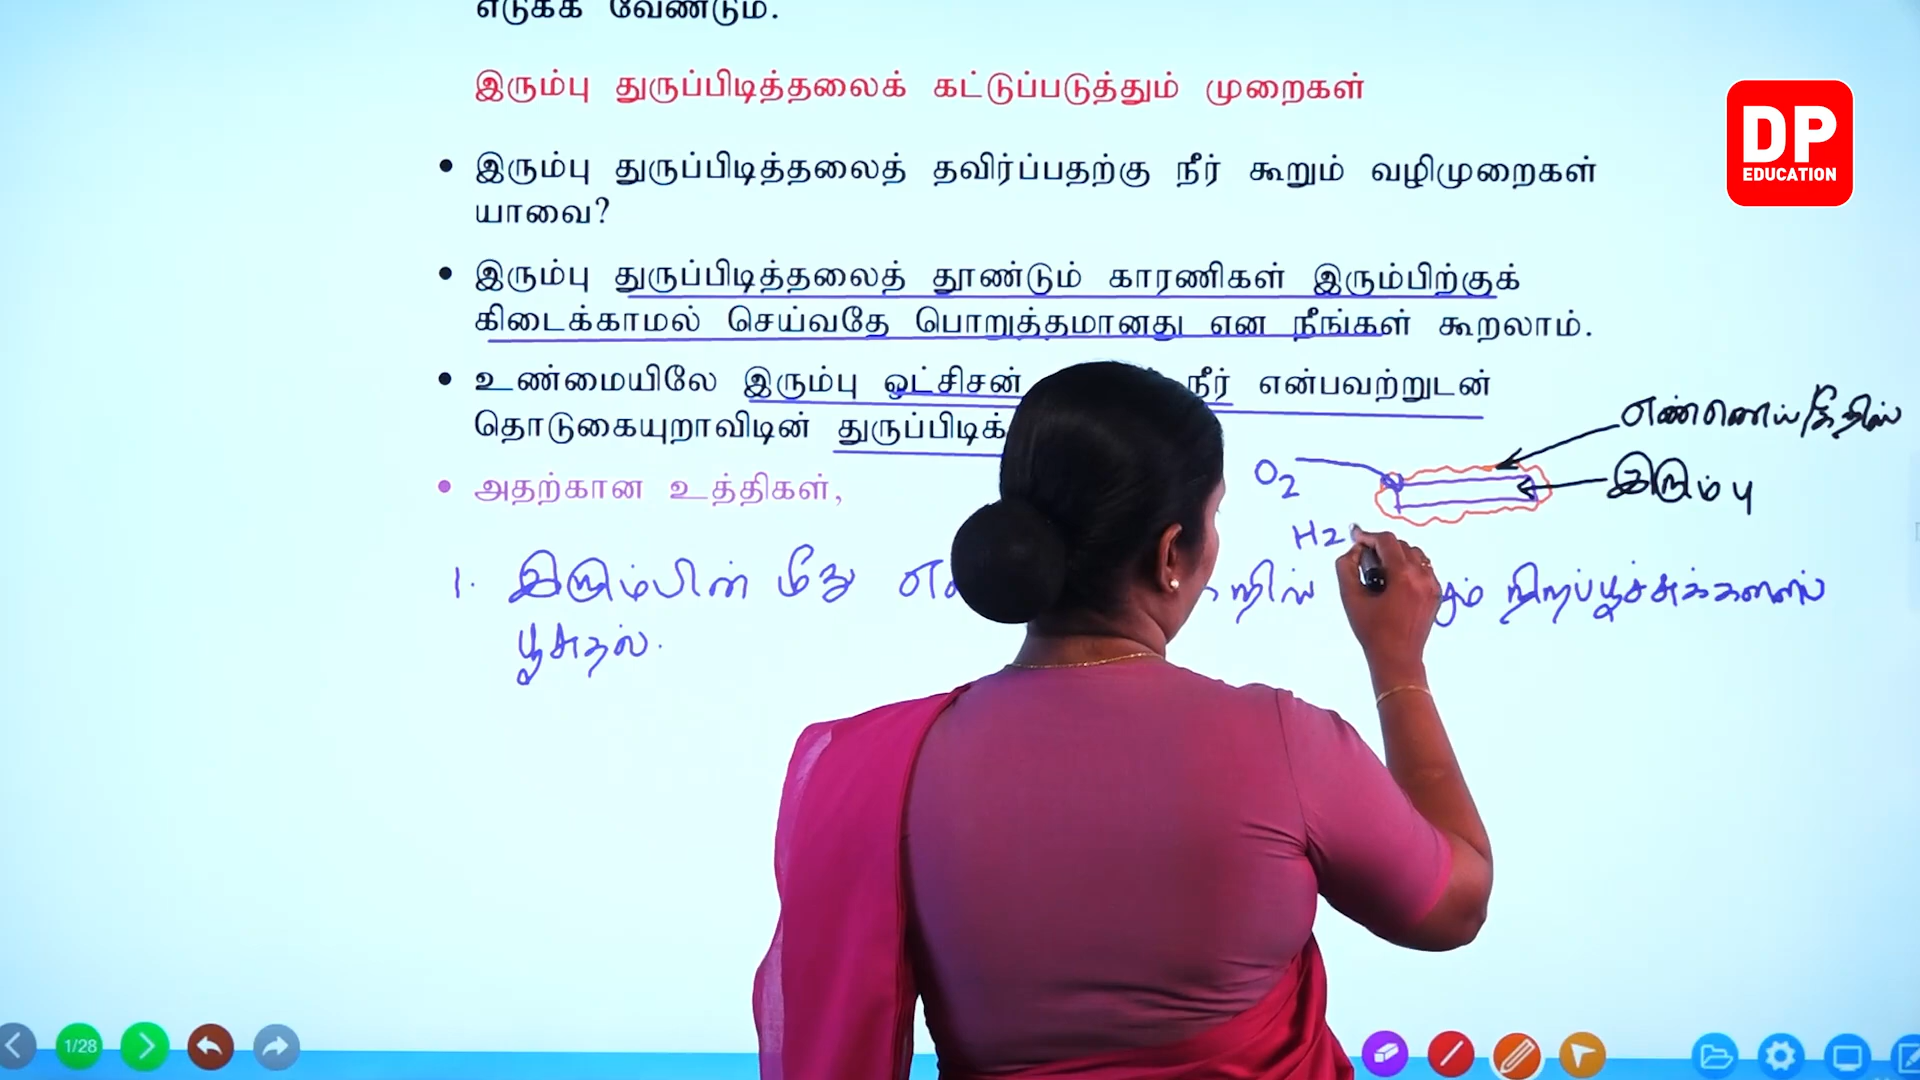 எடுக்க வேண்டும்.
இரும்பு துருப்பிடித்தலைக் கட்டுப்படுத்தும் முறைகள்
DP
EDUCATION
• இரும்பு துருப்பிடித்தலைத் தவிர்ப்பதற்கு நீர் கூறும் வழிமுறைகள்
யாவை?
• இரும்பு துருப்பிடித்தலைத் தூண்டும் காரணிகள் இரும்பிற்குக்
கிடைக்காமல் செய்வதே பொறுத்தமானது என நீங்கள் கூறலாம்.
• உண்மையிலே இரும்பு ஒட்சிசன் நீர் என்பவற்றுடன்
தொடுகையுறாவிடின் துருப்பிடிக்
எண்ணெய்/கிறிஸ்
O2
இரும்பு
• அதற்கான உத்திகள்,
H2
1. இரும்பின் மீது நிறப்பூச்சுக்களைப்
பூசுதல்.
1/28